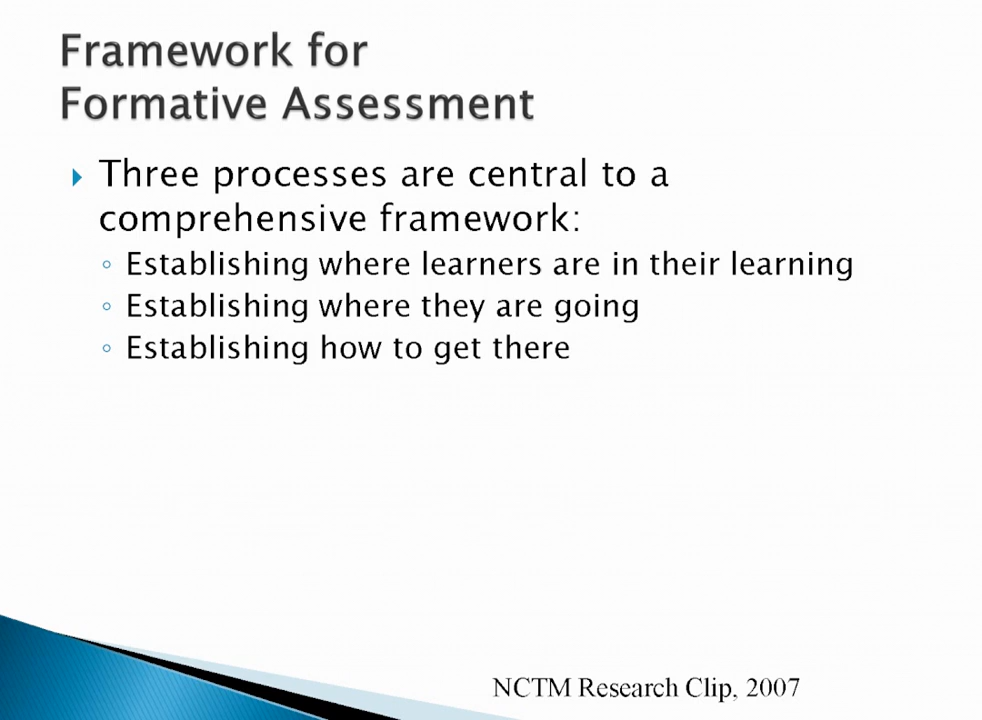 Framework for
Formative Assessment
Three processes are central to a
comprehensive framework:
Establishing where learners are in their learning
Establishing where they are going
Establishing how to get there
NCTM Research Clip, 2007